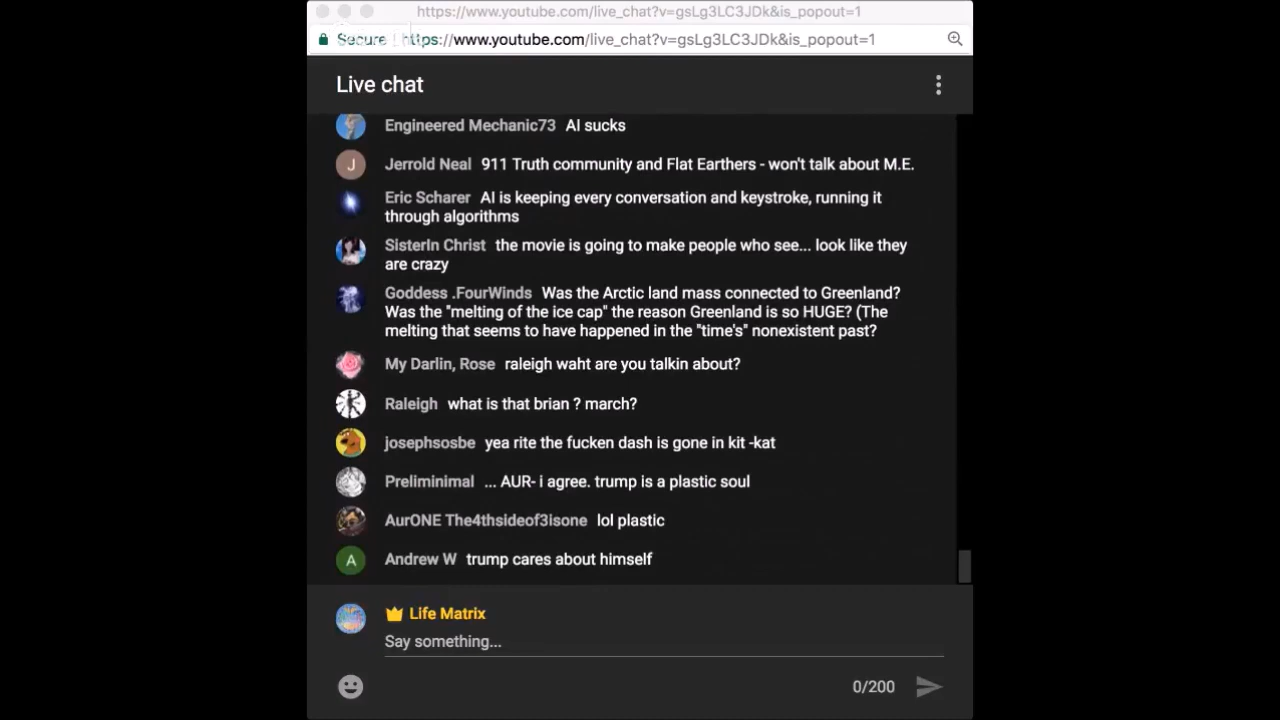 https://www.youtube.com/live_chat?v=gsLg3LC3JDk&is_popout=1
Secure https://www.youtube.com/live_chat?v=gsLg3LC3JDk&is_popout=1
Live chat
Engineered Mechanic73 AI sucks
J Jerrold Neal 911 Truth community and Flat Earthers - won't talk about M.E.
Eric Scharer AI is keeping every conversation and keystroke, running it
through algorithms
SisterIn Christ the movie is going to make people who see... look like they
are crazy
Goddess .FourWinds Was the Arctic land mass connected to Greenland?
Was the "melting of the ice cap" the reason Greenland is so HUGE? (The
melting that seems to have happened in the "time's" nonexistent past?
My Darlin, Rose raleigh waht are you talkin about?
Raleigh what is that brian ? march?
josephsosbe yea rite the fucken dash is gone in kit -kat
Preliminimal ... AUR- i agree. trump is a plastic soul
AurONE The4thsideof3isone lol plastic
A Andrew W trump cares about himself
Life Matrix
Say something...
0/200